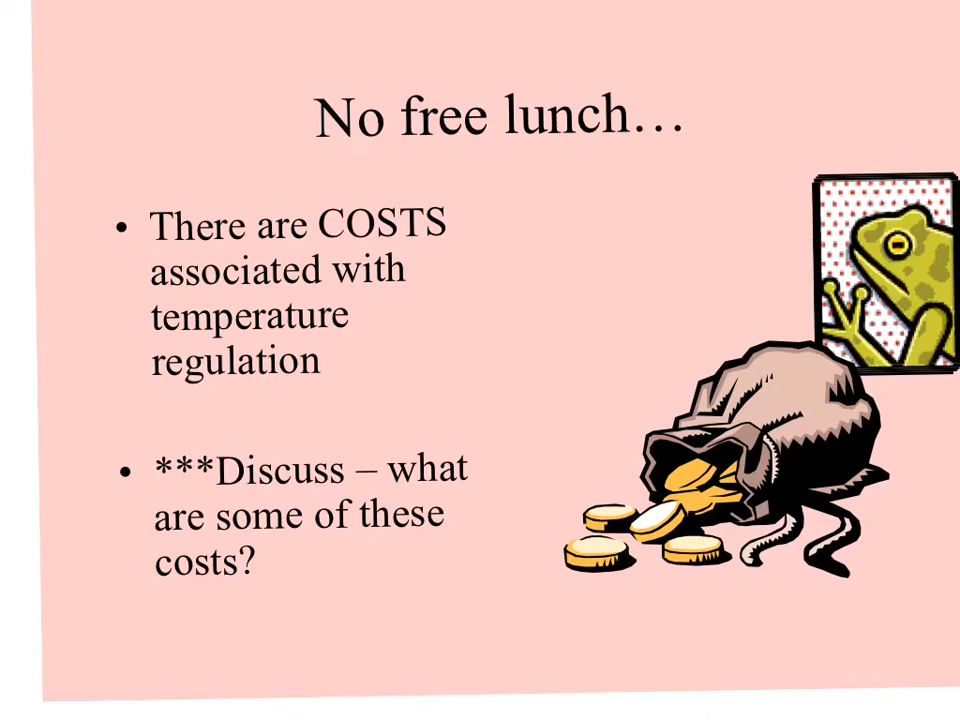 No free lunch…
• There are COSTS
associated with
temperature
regulation
• ***Discuss – what
are some of these
costs?